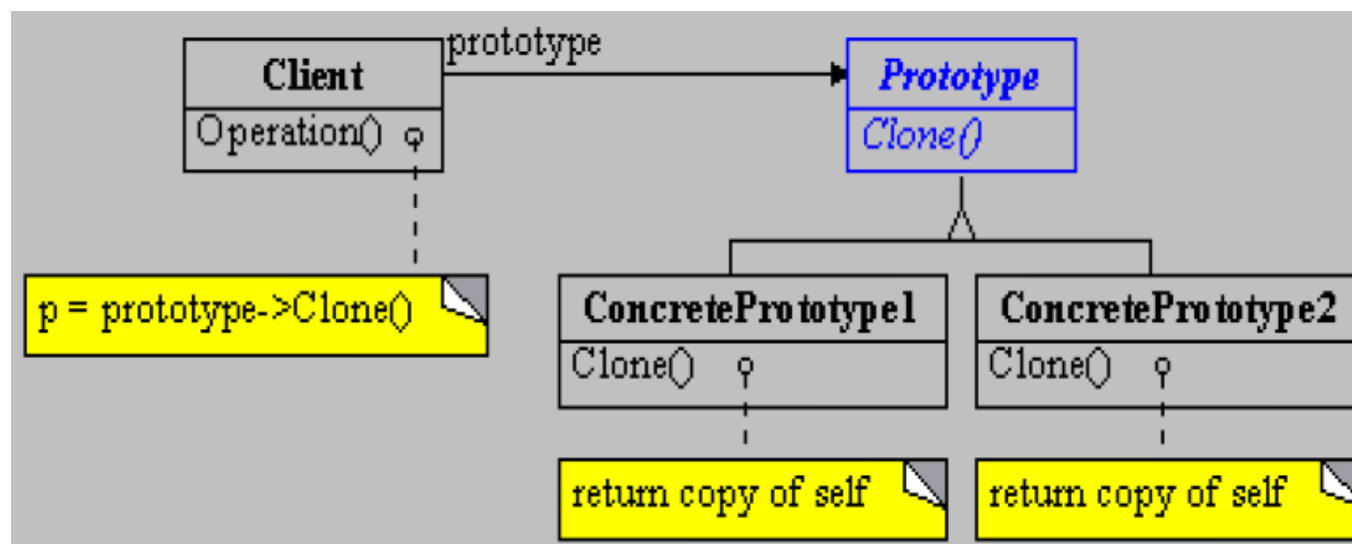 prototype
Client
Prototype
Operation()
Clone()
p = prototype->Clone()
ConcretePrototype1
ConcretePrototype2
Clone()
Clone()
return copy of self
return copy of self